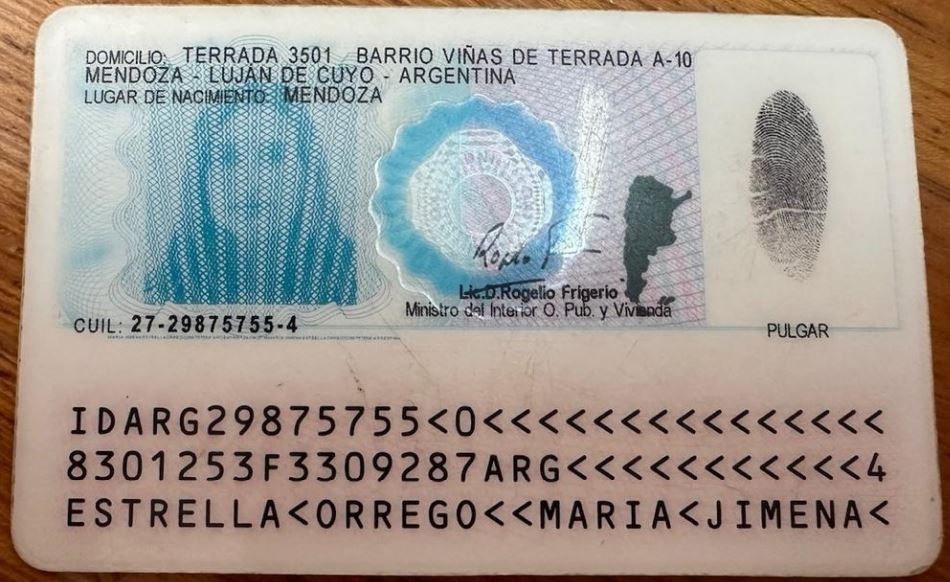 DOMICILIO: TERRADA 3501 BARRIO VIÑAS DE TERRADA A-10
MENDOZA - LUJÁN DE CUYO - ARGENTINA
LUGAR DE NACIMIENTO: MENDOZA
Lic.D.Rogelio Frigerio
Ministro del Interior O. Pub. y Vivienda
CUIL: 27-29875755-4
PULGAR
IDARG29875755<0<<<<<<<<<<<<<<<
8301253F3309287ARG<<<<<<<<<<<4
ESTRELLA<ORREGO<<MARIA<JIMENA<